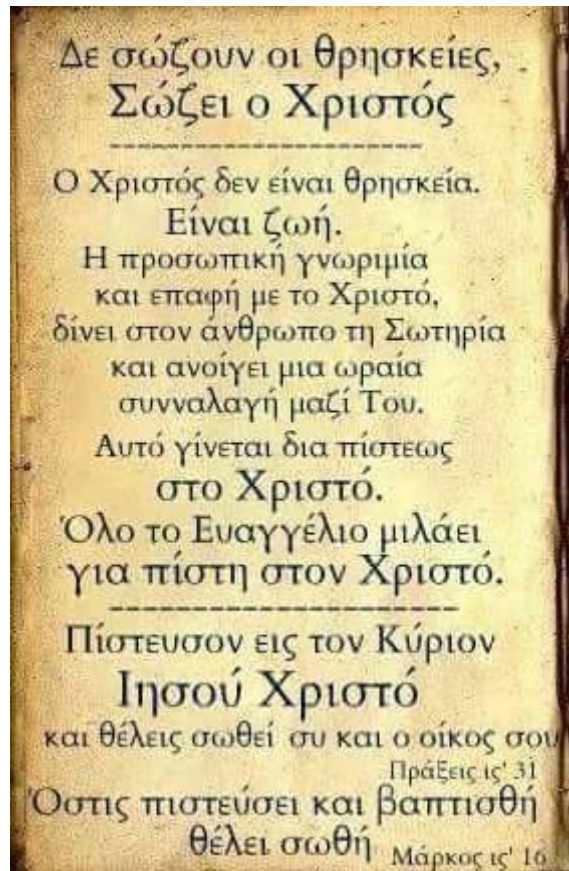 Δε σώζουν οι θρησκείες,
Σώζει ο Χριστός
-----------------------
Ο Χριστός δεν είναι θρησκεία.
Είναι ζωή.
Η προσωπική γνωριμία
και επαφή με το Χριστό,
δίνει στον άνθρωπο τη Σωτηρία
και ανοίγει μια ωραία
συνναλαγή μαζί Του.
Αυτό γίνεται δια πίστεως
στο Χριστό.
Όλο το Ευαγγέλιο μιλάει
για πίστη στον Χριστό.
----------------------
Πίστευσον εις τον Κύριον
Ιησού Χριστό
και θέλεις σωθεί συ και ο οίκος σου
Πράξεις ις' 31
Όστις πιστεύσει και βαπτισθή
θέλει σωθή
Μάρκος ις' 16